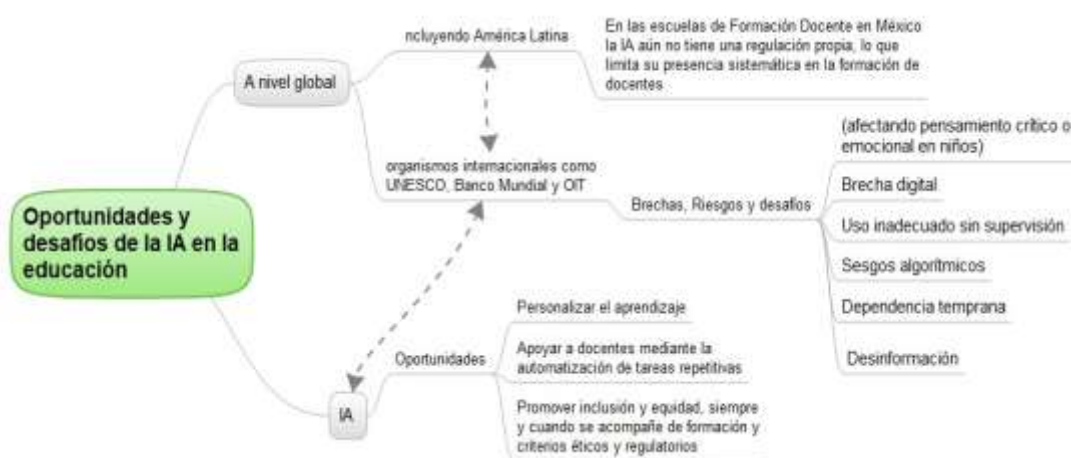 ncluyendo América Latina
En las escuelas de Formación Docente en México
la IA aún no tiene una regulación propia, lo que
limita su presencia sistemática en la formación de
docentes
A nivel global
organismos internacionales como
UNESCO, Banco Mundial y OIT
Brechas, Riesgos y desafíos
(afectando pensamiento crítico o
emocional en niños)
Brecha digital
Uso inadecuado sin supervisión
Sesgos algorítmicos
Dependencia temprana
Desinformación
Oportunidades y
desafíos de la IA en la
educación
IA
Oportunidades
Personalizar el aprendizaje
Apoyar a docentes mediante la
automatización de tareas repetitivas
Promover inclusión y equidad, siempre
y cuando se acompañe de formación y
criterios éticos y regulatorios